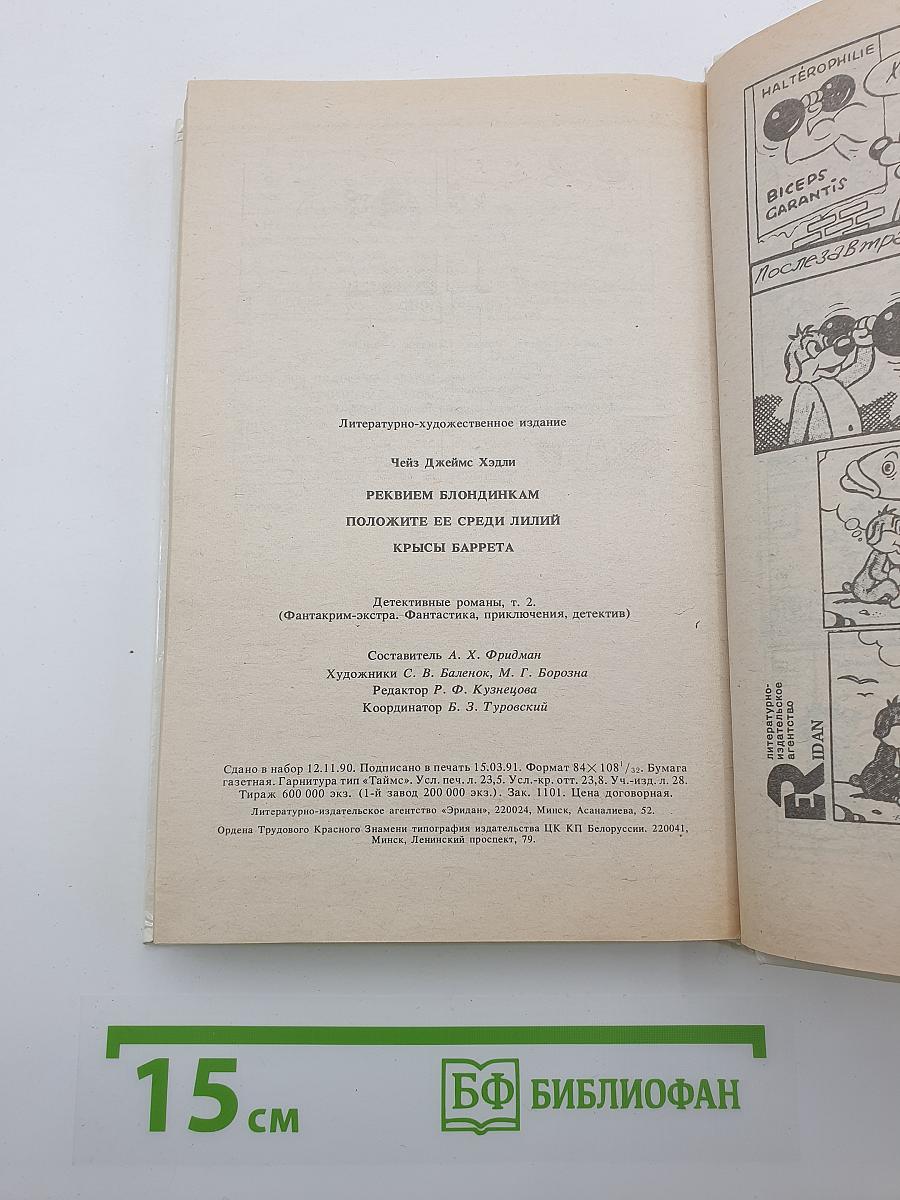 Литературно-художественное издание
Чейз Джеймс Хэдли
РЕКВИЕМ БЛОНДИНКАМ
ПОЛОЖИТЕ ЕЕ СРЕДИ ЛИЛИЙ
КРЫСЫ БАРРЕТА
Детективные романы, т. 2.
(Фантакрим-экстра. Фантастика, приключения, детектив)
Составитель А. Х. Фридман
Художники С. В. Баленок, М. Г. Борозна
Редактор Р. Ф. Кузнецова
Координатор Б. З. Туровский
Сдано в набор 12.11.90. Подписано в печать 15.03.91. Формат 84×108¹/₃₂. Бумага
газетная. Гарнитура тип «Таймс». Усл. печ. л. 23,5. Усл.-кр. отт. 23,8. Уч.-изд. л. 28.
Тираж 600 000 экз. (1-й завод 200 000 экз.). Зак. 1101. Цена договорная.
Литературно-издательское агентство «Эридан», 220024, Минск, Асаналиева, 52.
Ордена Трудового Красного Знамени типография издательства ЦК КП Белоруссии. 220041,
Минск, Ленинский проспект, 79.
HALTÉROPHILIE
BICEPS
GARANTIS
Послезавтра
литературно-
издательское
агентство
ERIDAN
15 см
БФ БИБЛИОФАН